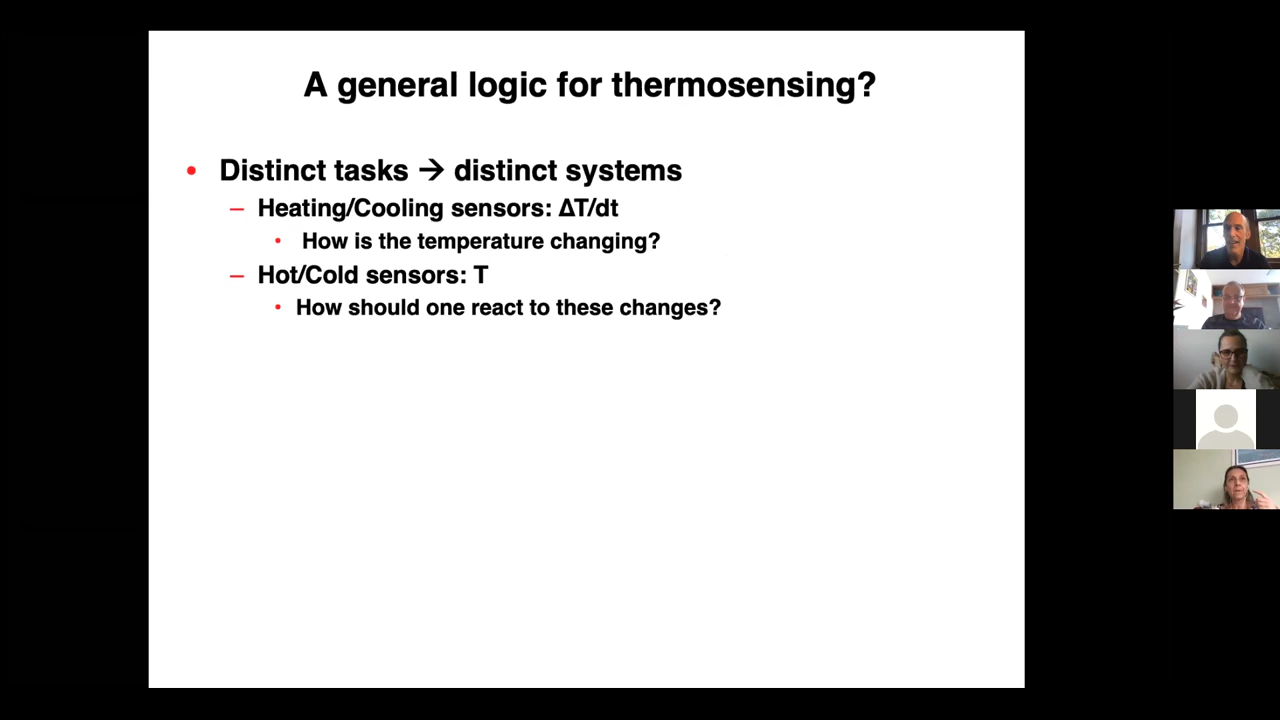 A general logic for thermosensing?
• Distinct tasks → distinct systems
– Heating/Cooling sensors: ΔT/dt
• How is the temperature changing?
– Hot/Cold sensors: T
• How should one react to these changes?